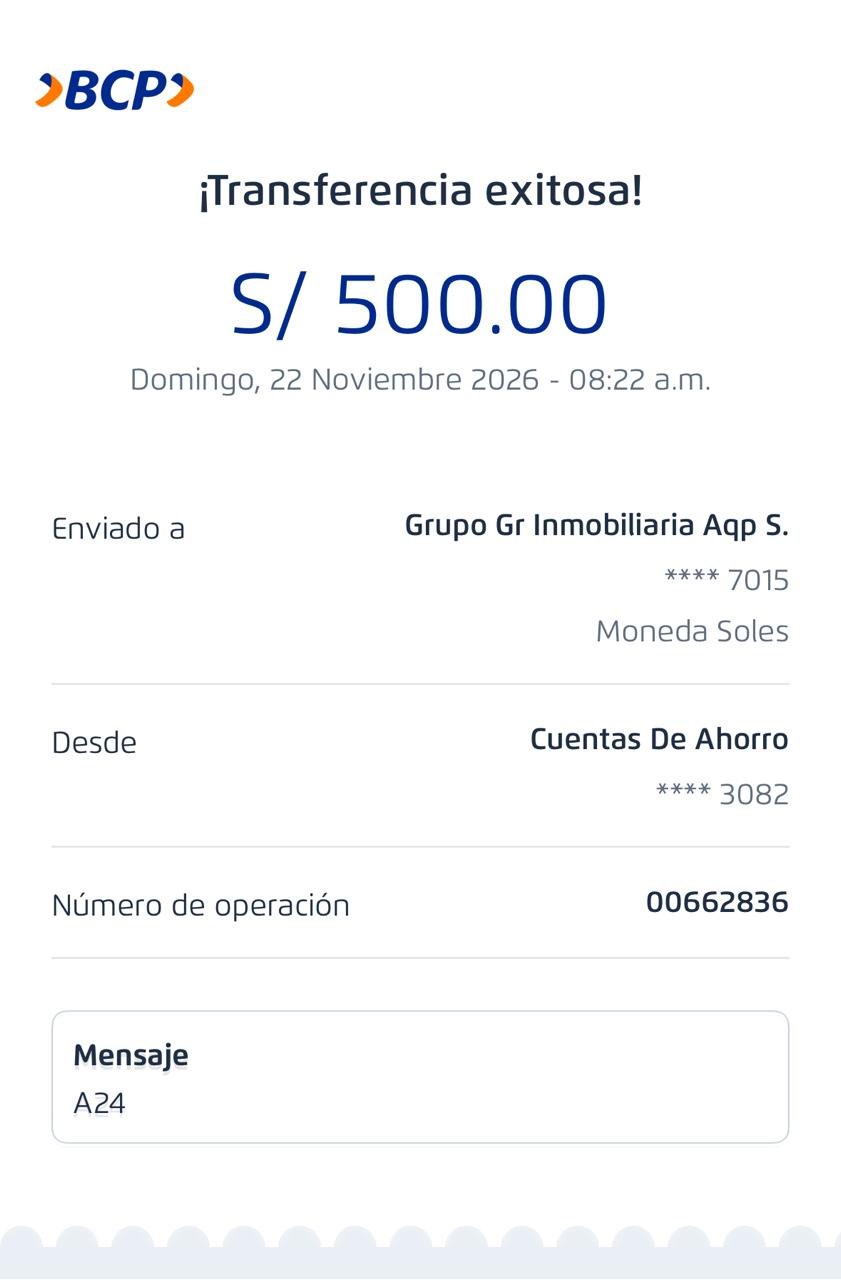 BCP
¡Transferencia exitosa!
S/ 500.00
Domingo, 22 Noviembre 2026 - 08:22 a.m.
Enviado a
Grupo Gr Inmobiliaria Aqp S.
**** 7015
Moneda Soles
Desde
Cuentas De Ahorro
**** 3082
Número de operación
00662836
Mensaje
A24